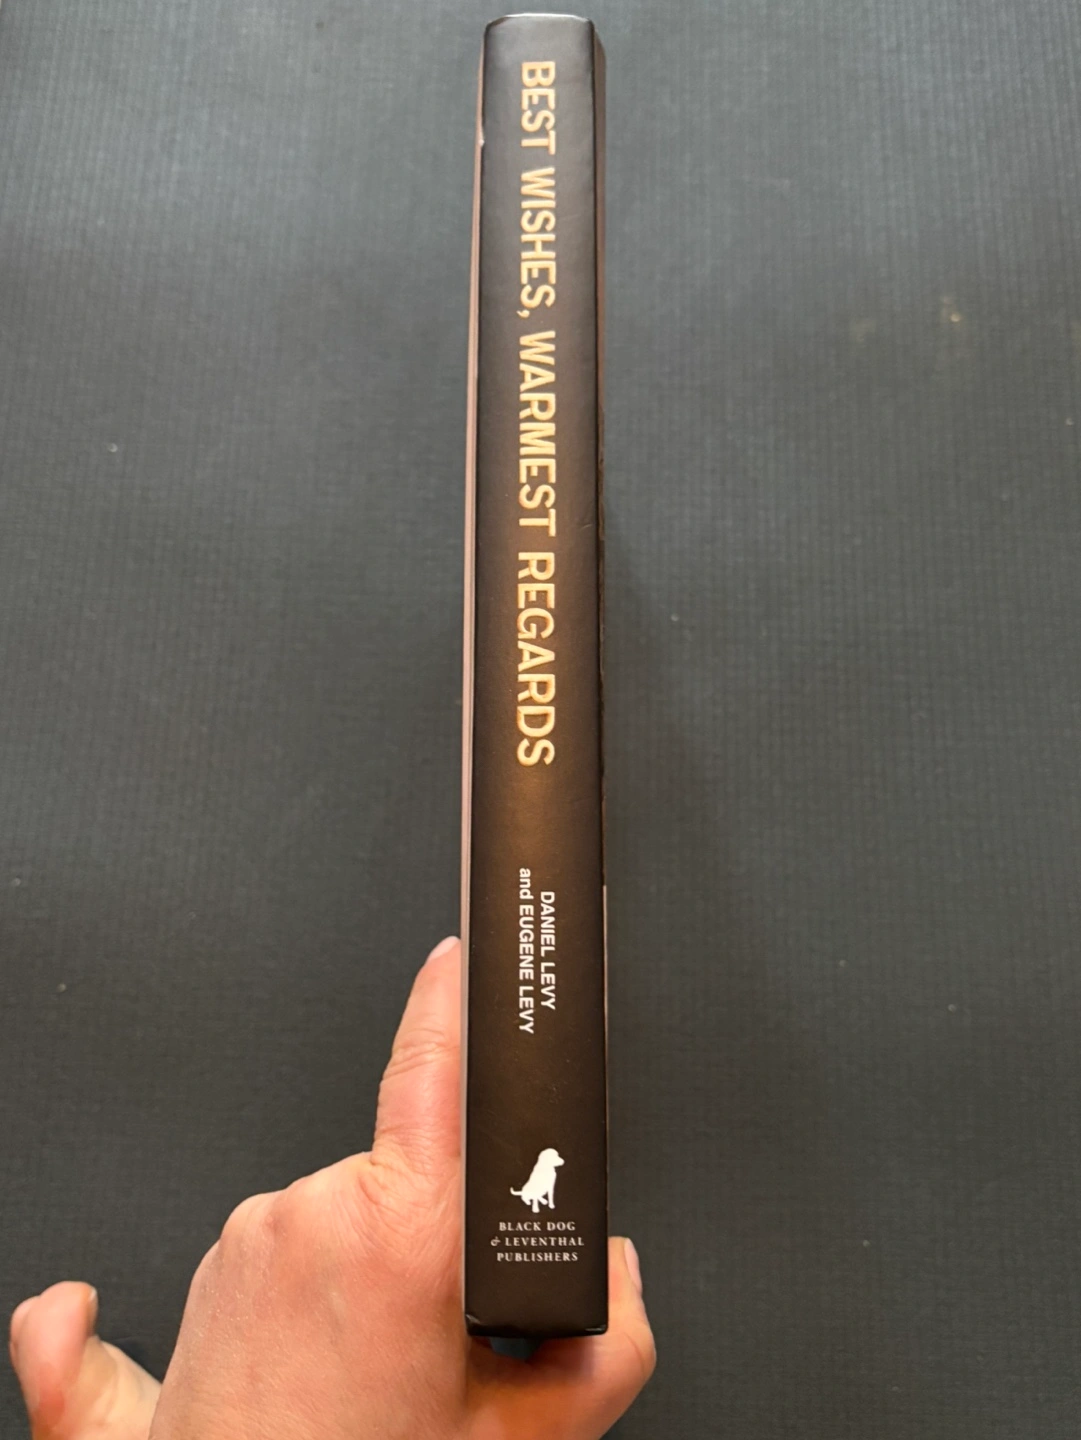 BEST WISHES, WARMEST REGARDS
DANIEL LEVY
and EUGENE LEVY
BLACK DOG
& LEVENTHAL
PUBLISHERS